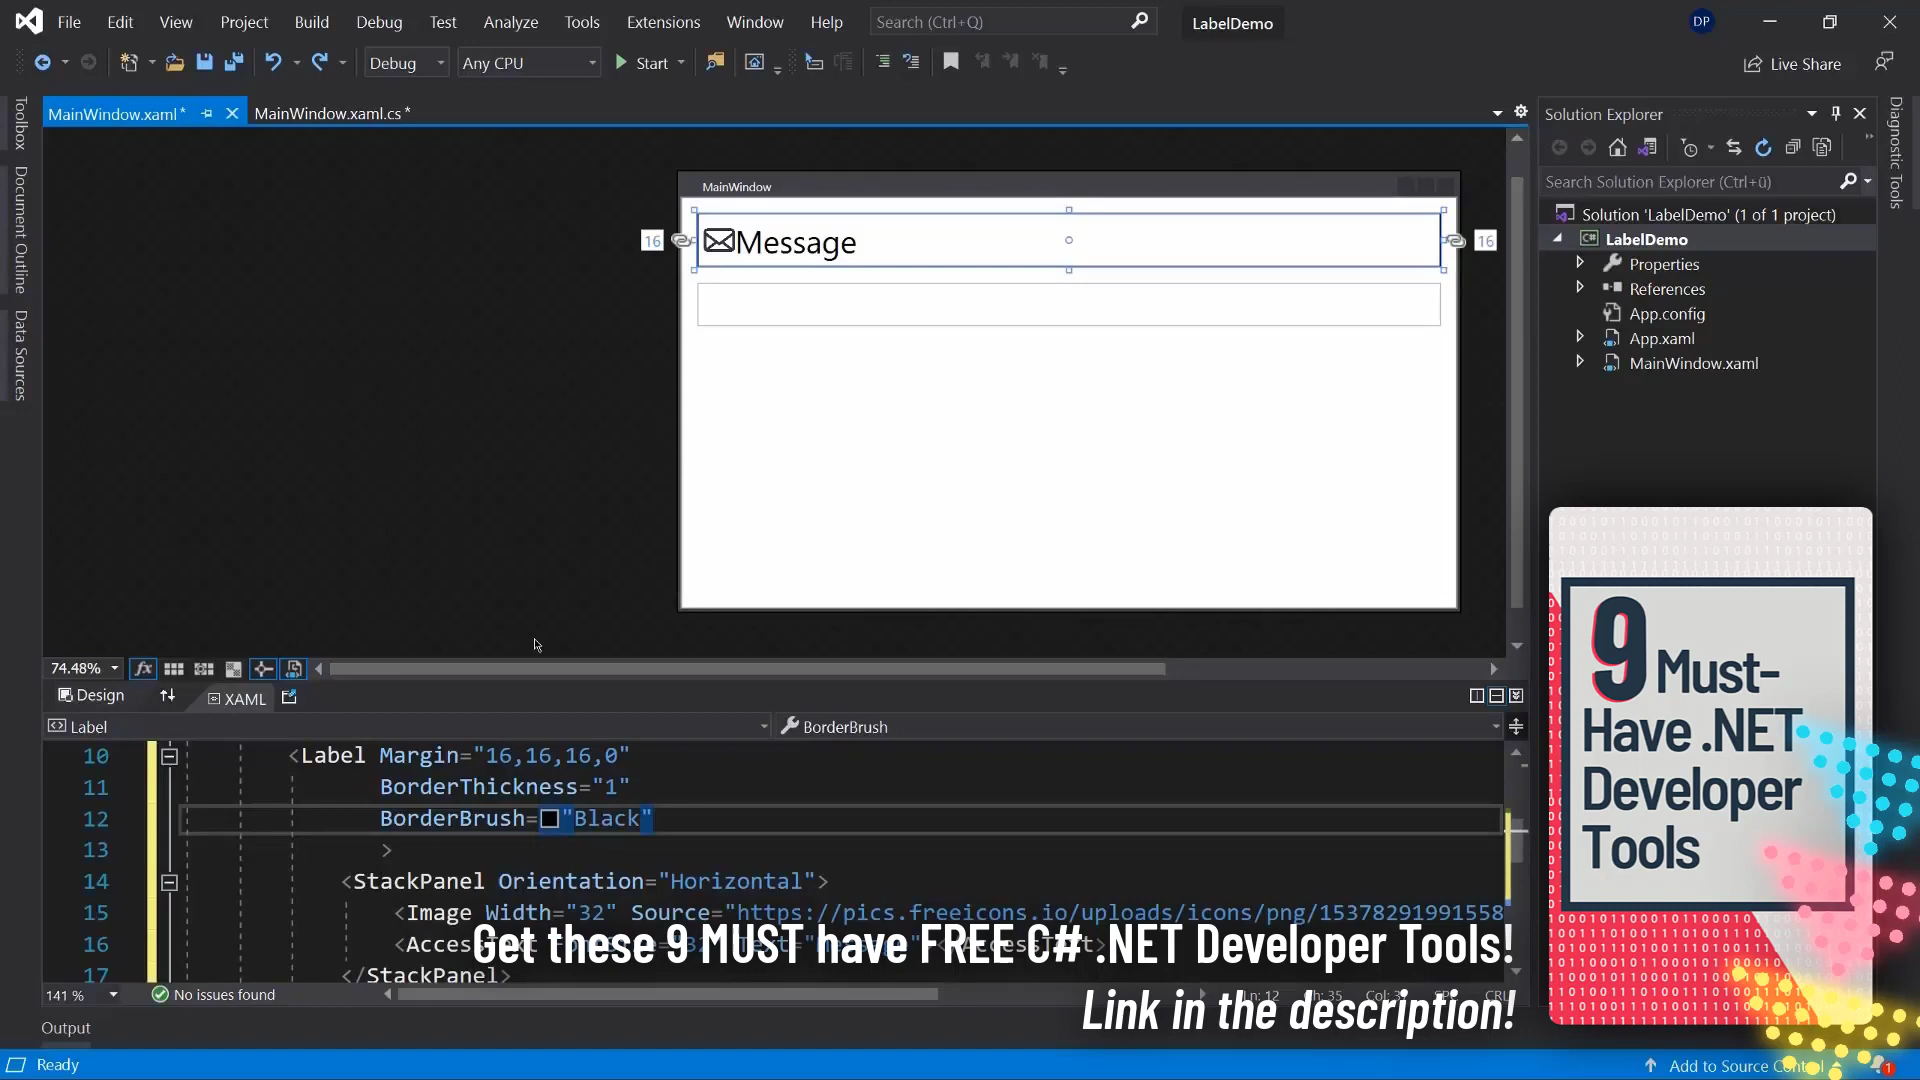 File Edit View Project Build Debug Test Analyze Tools Extensions Window Help Search (Ctrl+Q) LabelDemo DP
Debug Any CPU Start Live Share
MainWindow.xaml* MainWindow.xaml.cs*
Toolbox
Document Outline
Data Sources
MainWindow
16 Message 16
Solution Explorer
Search Solution Explorer (Ctrl+ü)
Solution 'LabelDemo' (1 of 1 project)
C# LabelDemo
Properties
References
App.config
App.xaml
MainWindow.xaml
Diagnostic Tools
74.48% fx
Design XAML
Label BorderBrush
10 <Label Margin="16,16,16,0"
11 BorderThickness="1"
12 BorderBrush="Black"
13 >
14 <StackPanel Orientation="Horizontal">
15 <Image Width="32" Source="https://pics.freeicons.io/uploads/icons/png/15378291991558
16 <AccessText
17 </StackPanel>
141 % No issues found
Output
Ready Add to Source 1
9 Must-
Have .NET
Developer
Tools
Get these 9 MUST have FREE C# .NET Developer Tools!
Link in the description!